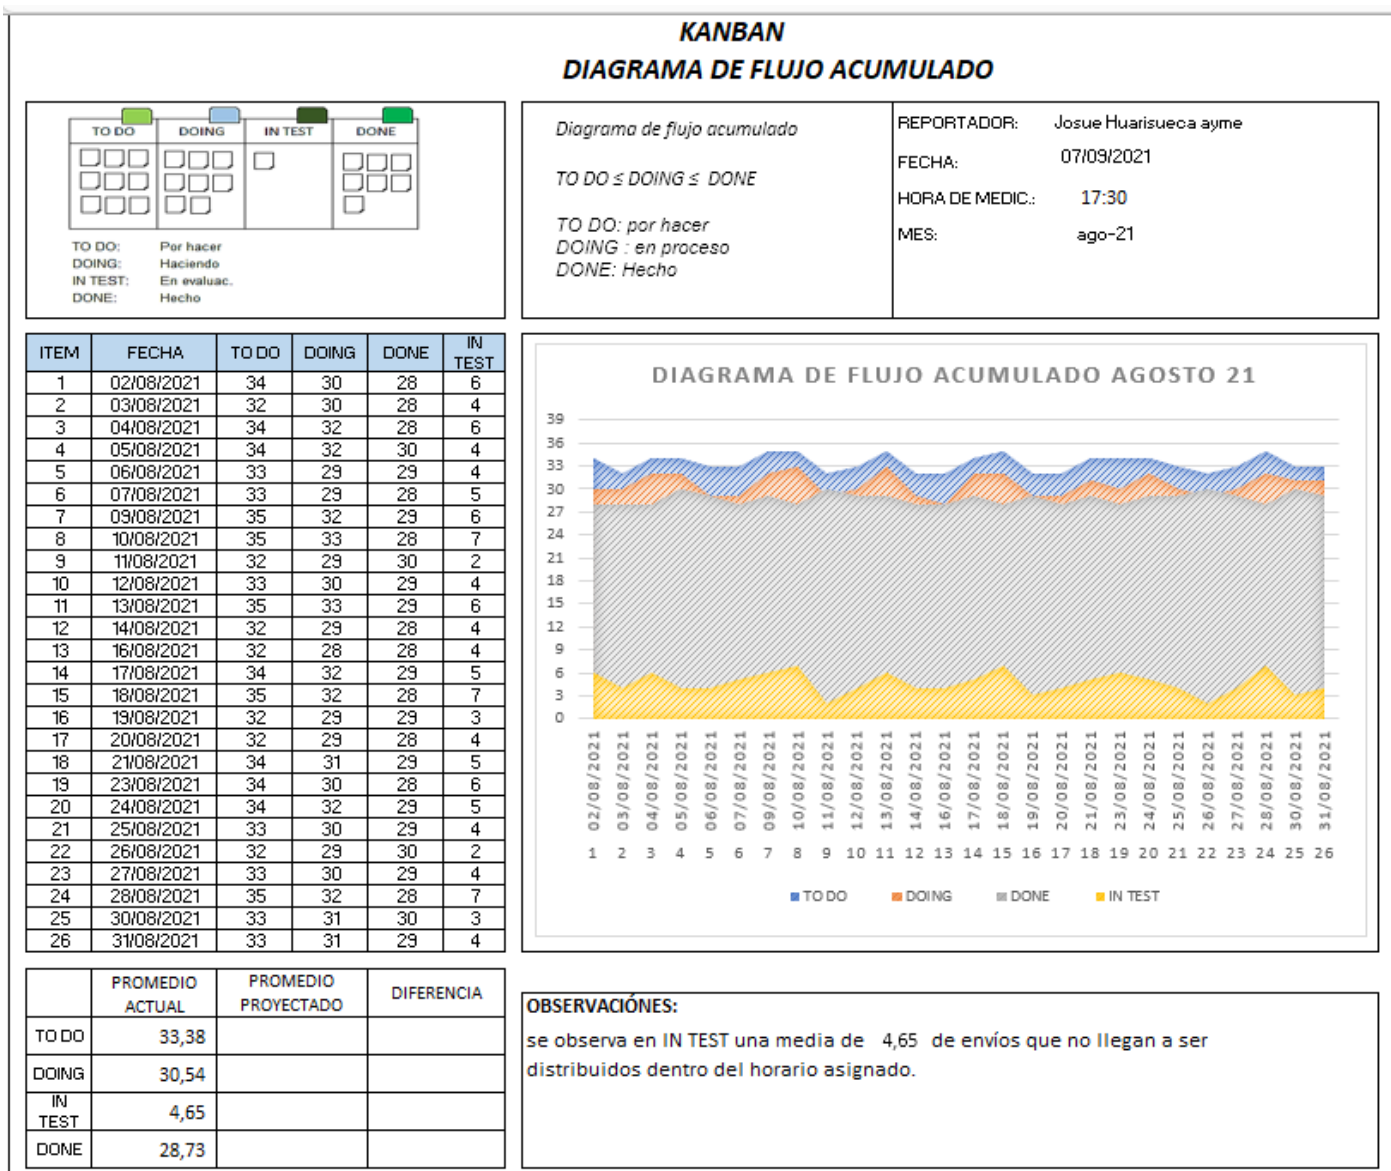 KANBAN
DIAGRAMA DE FLUJO ACUMULADO
TO DO DOING IN TEST DONE
TO DO: Por hacer
DOING: Haciendo
IN TEST: En evaluac.
DONE: Hecho
Diagrama de flujo acumulado
TO DO ≤ DOING ≤ DONE
TO DO: por hacer
DOING : en proceso
DONE: Hecho
REPORTADOR: Josue Huarisueca ayme
FECHA: 07/09/2021
HORA DE MEDIC.: 17:30
MES: ago-21
ITEM FECHA TO DO DOING DONE IN TEST
1 02/08/2021 34 30 28 6
2 03/08/2021 32 30 28 4
3 04/08/2021 34 32 28 6
4 05/08/2021 34 32 30 4
5 06/08/2021 33 29 29 4
6 07/08/2021 33 29 28 5
7 09/08/2021 35 32 29 6
8 10/08/2021 35 33 28 7
9 11/08/2021 32 29 30 2
10 12/08/2021 33 30 29 4
11 13/08/2021 35 33 29 6
12 14/08/2021 32 29 28 4
13 16/08/2021 32 28 28 4
14 17/08/2021 34 32 29 5
15 18/08/2021 35 32 28 7
16 19/08/2021 32 29 29 3
17 20/08/2021 32 29 28 4
18 21/08/2021 34 31 29 5
19 23/08/2021 34 30 28 6
20 24/08/2021 34 32 29 5
21 25/08/2021 33 30 29 4
22 26/08/2021 32 29 30 2
23 27/08/2021 33 30 29 4
24 28/08/2021 35 32 28 7
25 30/08/2021 33 31 30 3
26 31/08/2021 33 31 29 4
DIAGRAMA DE FLUJO ACUMULADO AGOSTO 21
39
36
33
30
27
24
21
18
15
12
9
6
3
0
02/08/2021 03/08/2021 04/08/2021 05/08/2021 06/08/2021 07/08/2021 09/08/2021 10/08/2021 11/08/2021 12/08/2021 13/08/2021 14/08/2021 16/08/2021 17/08/2021 18/08/2021 19/08/2021 20/08/2021 21/08/2021 23/08/2021 24/08/2021 25/08/2021 26/08/2021 27/08/2021 28/08/2021 30/08/2021 31/08/2021
1 2 3 4 5 6 7 8 9 10 11 12 13 14 15 16 17 18 19 20 21 22 23 24 25 26
TO DO DOING DONE IN TEST
PROMEDIO ACTUAL PROMEDIO PROYECTADO DIFERENCIA
TO DO 33,38
DOING 30,54
IN TEST 4,65
DONE 28,73
OBSERVACIÓNES:
se observa en IN TEST una media de 4,65 de envíos que no llegan a ser
distribuidos dentro del horario asignado.